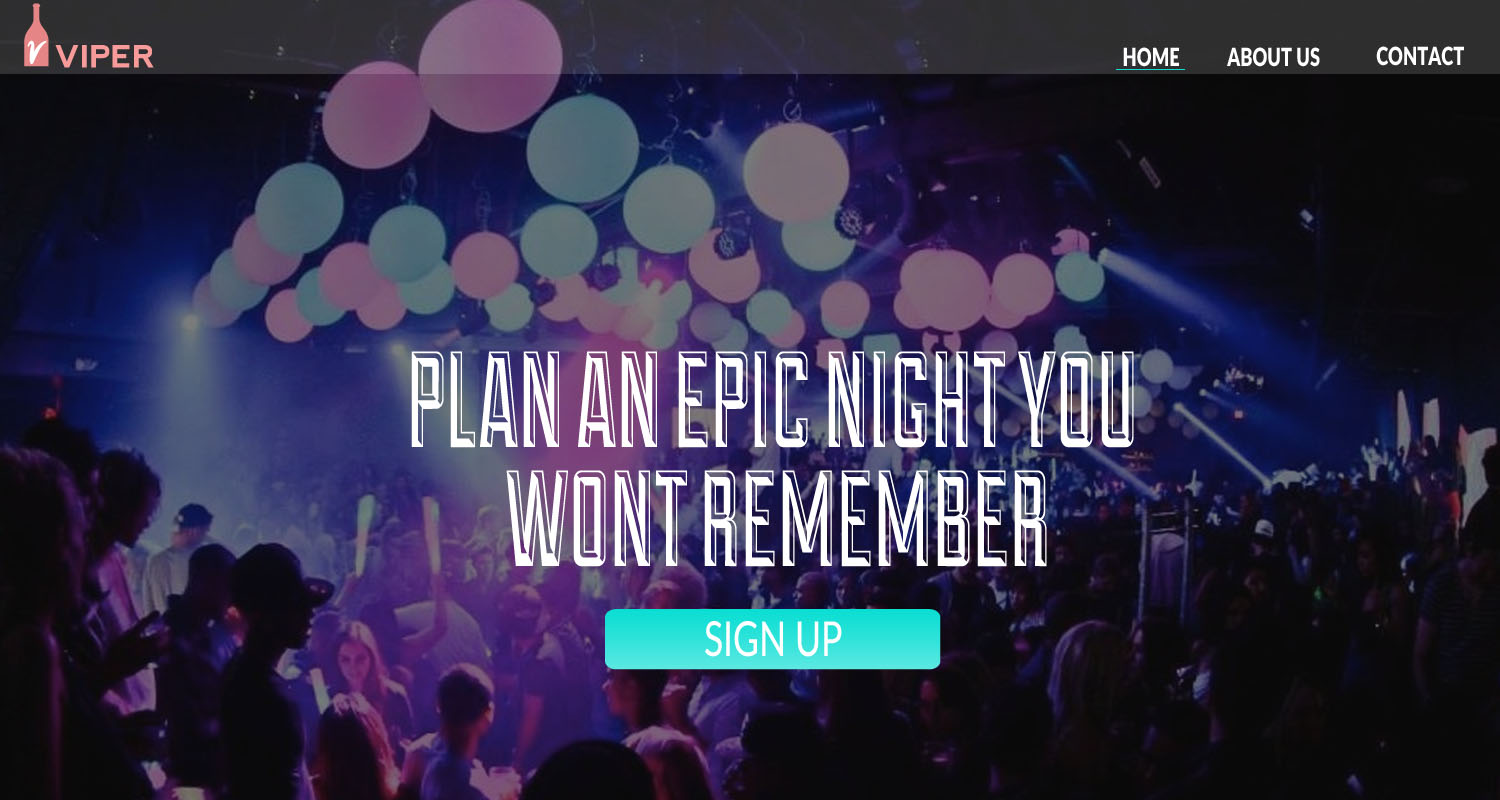 V VIPER
HOME ABOUT US CONTACT
PLAN AN EPIC NIGHT YOU
WONT REMEMBER
SIGN UP